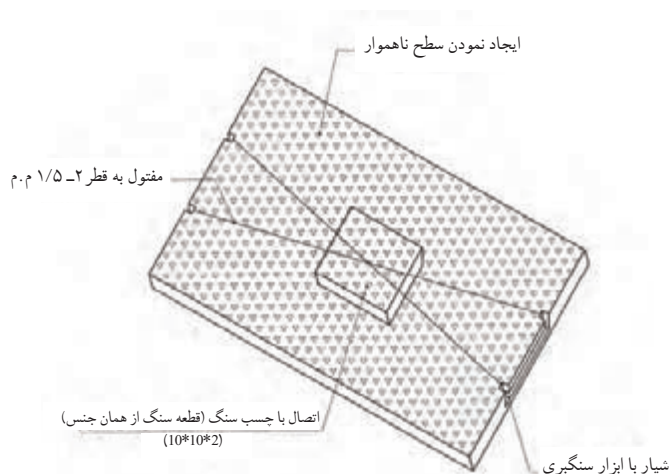 ایجاد نمودن سطح ناهموار
مفتول به قطر ۲ــ ۱/۵ م.م
اتصال با چسب سنگ (قطعه سنگ از همان جنس)
(10*10*2)
شیار با ابزار سنگبری